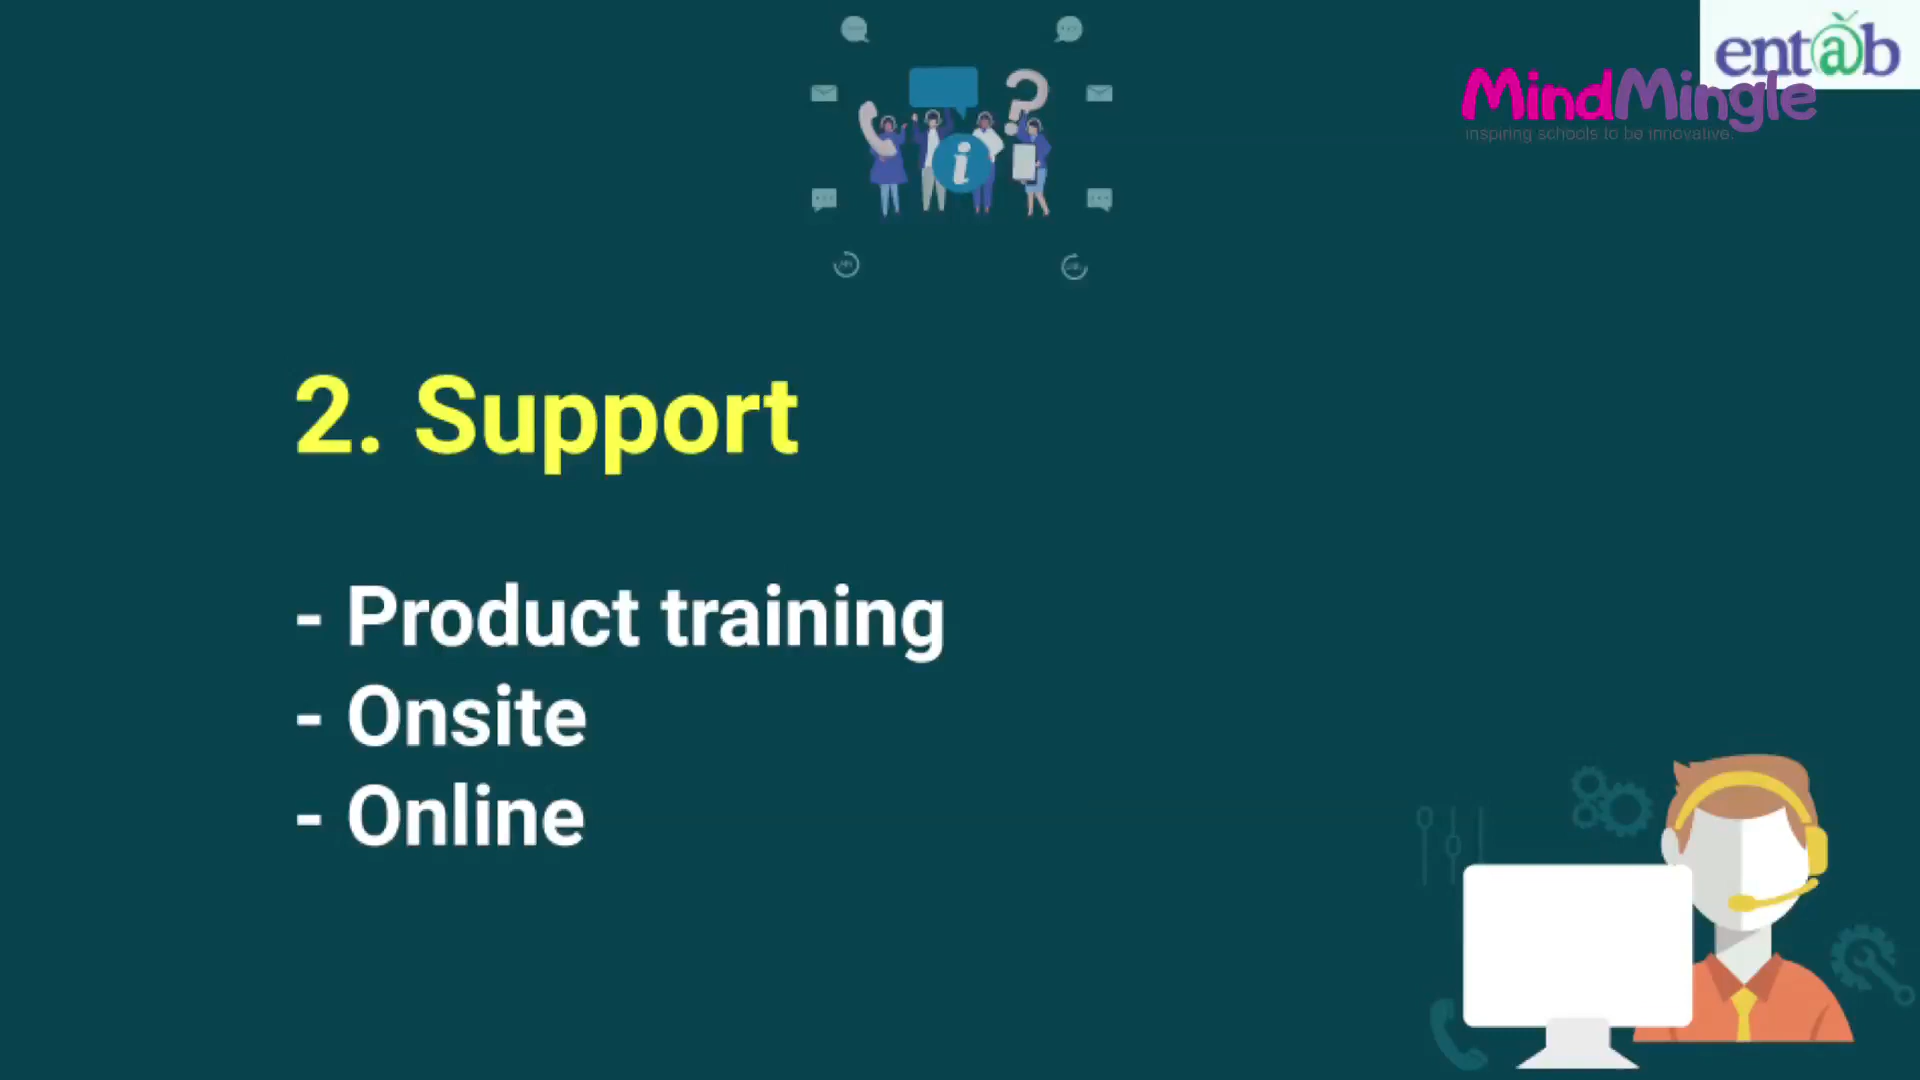 entab
MindMingle
inspiring schools to be innovative.
2. Support
- Product training
- Onsite
- Online